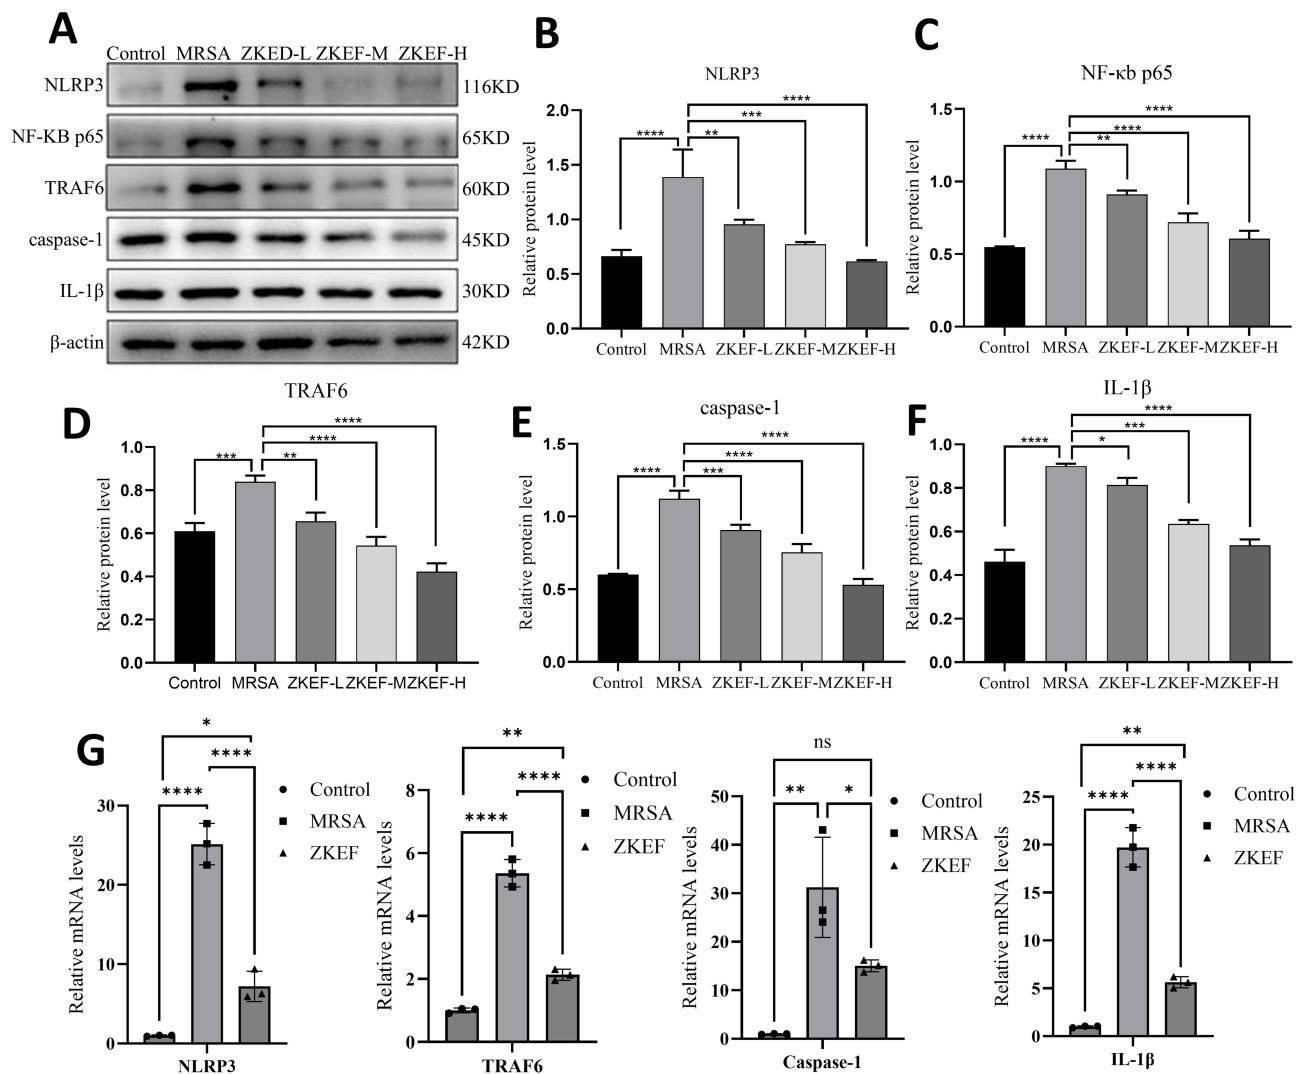 A
Control MRSA ZKED-L ZKEF-M ZKEF-H
NLRP3 116KD
NF-KB p65 65KD
TRAF6 60KD
caspase-1 45KD
IL-1β 30KD
β-actin 42KD
B
NLRP3
Relative protein level
2.0
1.5
1.0
0.5
0.0
**** ** *** ****
Control MRSA ZKEF-L ZKEF-M ZKEF-H
C
NF-κb p65
Relative protein level
1.5
1.0
0.5
0.0
**** ** **** ****
Control MRSA ZKEF-L ZKEF-M ZKEF-H
D
TRAF6
Relative protein level
1.0
0.8
0.6
0.4
0.2
0.0
*** ** **** ****
Control MRSA ZKEF-L ZKEF-M ZKEF-H
E
caspase-1
Relative protein level
1.5
1.0
0.5
0.0
**** *** **** ****
Control MRSA ZKEF-L ZKEF-M ZKEF-H
F
IL-1β
Relative protein level
1.0
0.8
0.6
0.4
0.2
0.0
**** * *** ****
Control MRSA ZKEF-L ZKEF-M ZKEF-H
G
Relative mRNA levels
30
20
10
0
*
****
****
Control
MRSA
ZKEF
NLRP3
Relative mRNA levels
8
6
4
2
0
**
****
****
Control
MRSA
ZKEF
TRAF6
Relative mRNA levels
50
40
30
20
10
0
ns
** *
Control
MRSA
ZKEF
Caspase-1
Relative mRNA levels
25
20
15
10
5
0
**
****
****
Control
MRSA
ZKEF
IL-1β